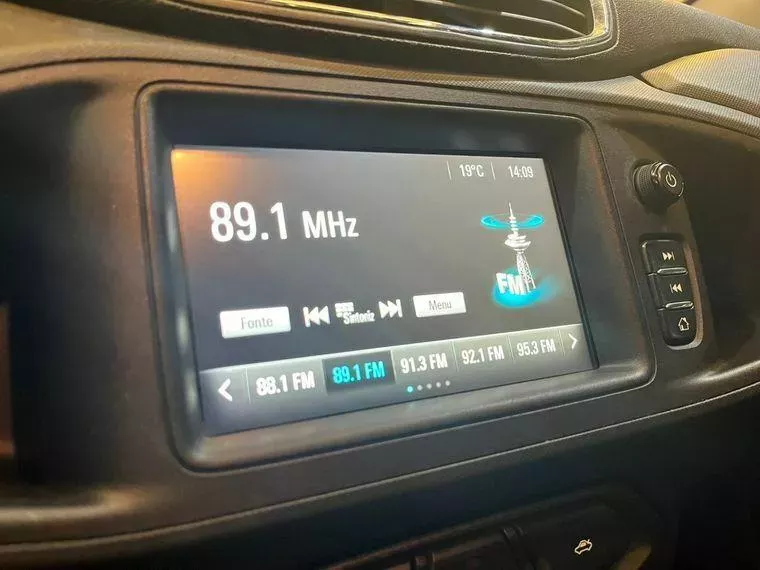 19°C 14:09
89.1 MHz
FM
Fonte Sintoniz Menu
88.1 FM 89.1 FM 91.3 FM 92.1 FM 95.3 FM